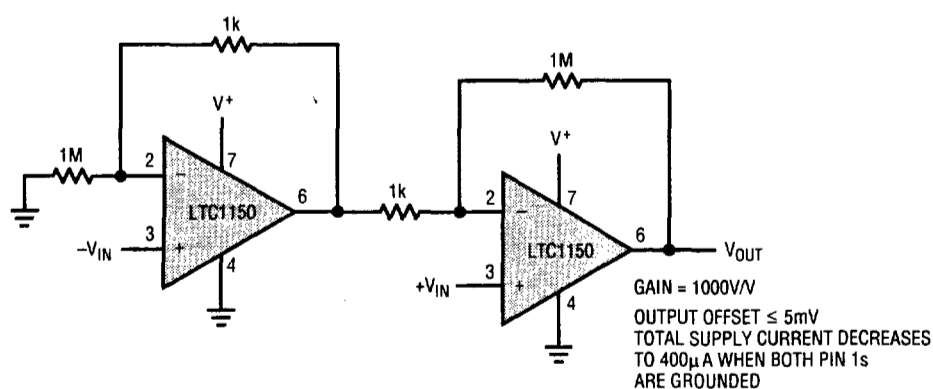 1k
1M
V+
V+
1M
2
7
−
LTC1150
6
1k
2
7
−
LTC1150
6
VOUT
−VIN
3
+
4
+VIN
3
+
4
GAIN = 1000V/V
OUTPUT OFFSET ≤ 5mV
TOTAL SUPPLY CURRENT DECREASES
TO 400µA WHEN BOTH PIN 1s
ARE GROUNDED